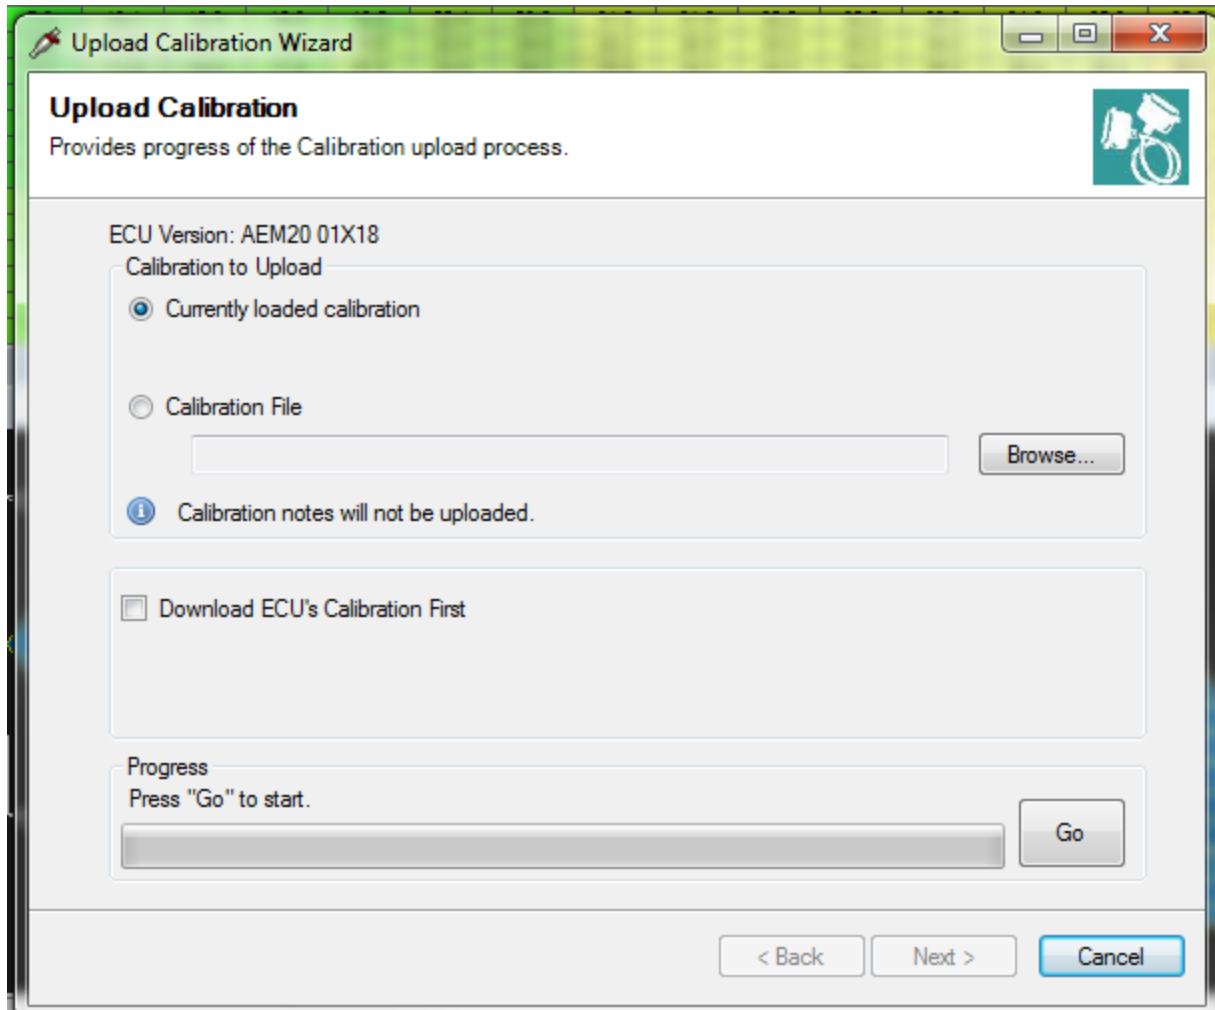 Upload Calibration Wizard
Upload Calibration
Provides progress of the Calibration upload process.
ECU Version: AEM20 01X18
Calibration to Upload
Currently loaded calibration
Calibration File
Browse...
Calibration notes will not be uploaded.
Download ECU's Calibration First
Progress
Press "Go" to start.
Go
< Back
Next >
Cancel